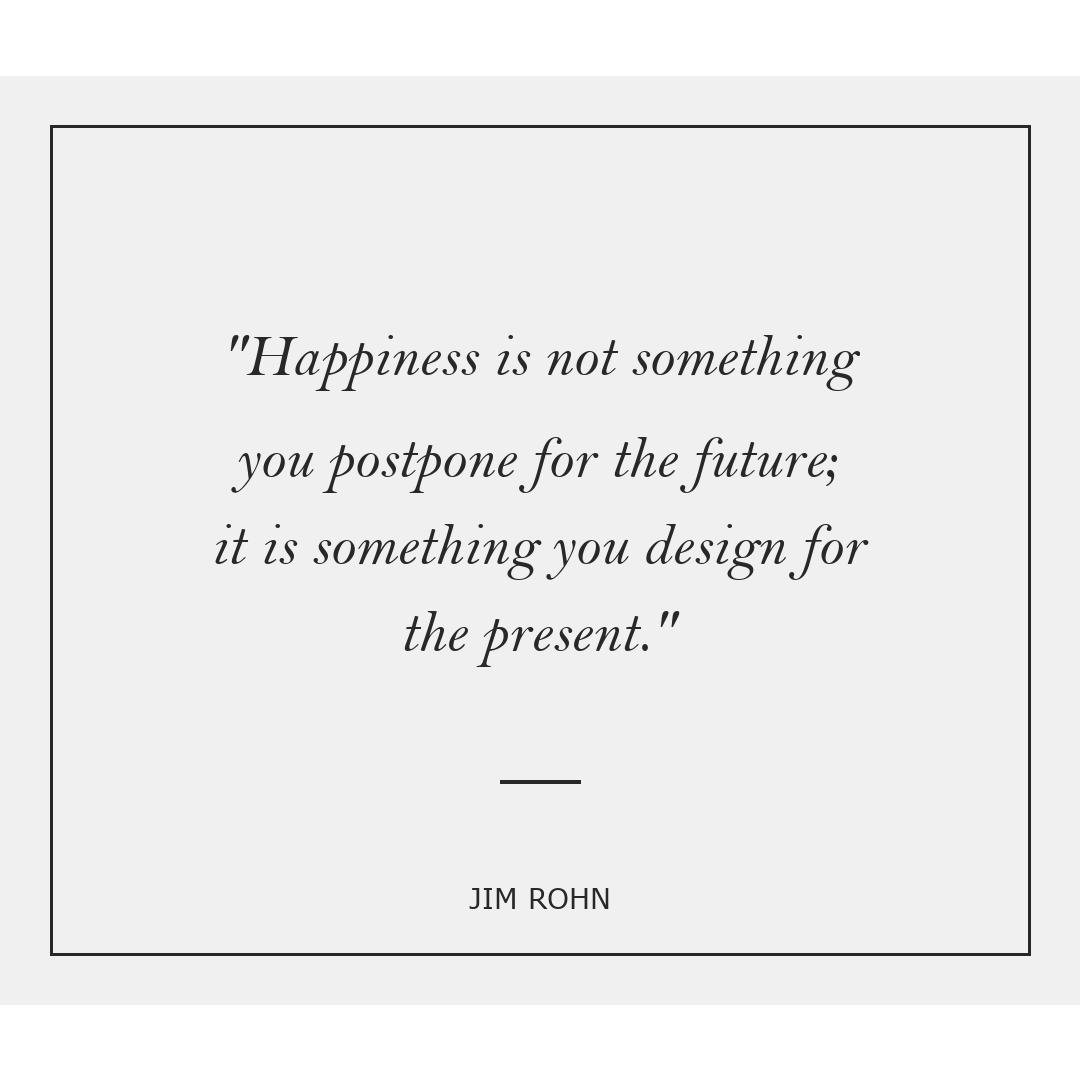 "Happiness is not something
you postpone for the future;
it is something you design for
the present."
JIM ROHN